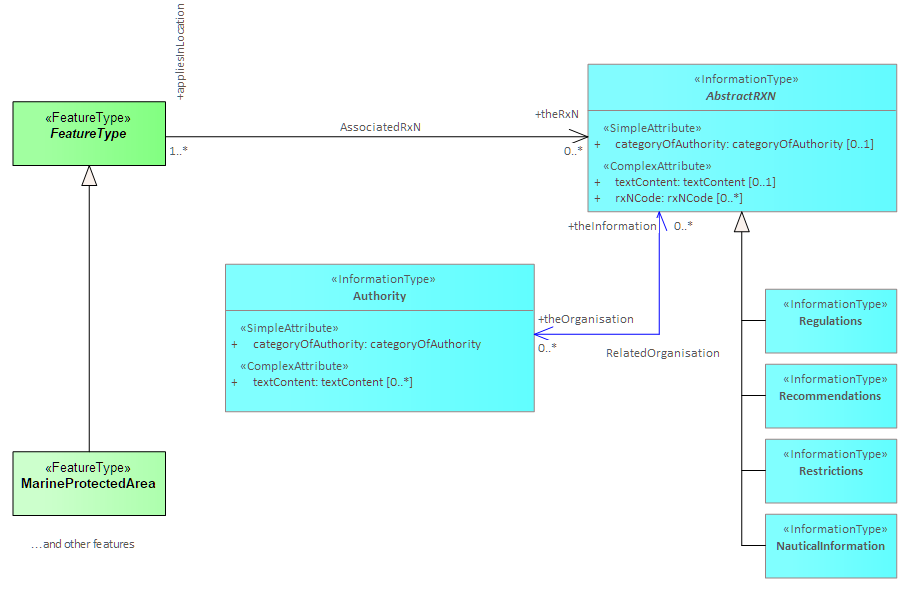 +appliesInLocation
«FeatureType»
FeatureType
1..*
AssociatedRxN
+theRxN
0..*
«InformationType»
AbstractRXN
«SimpleAttribute»
+ categoryOfAuthority: categoryOfAuthority [0..1]
«ComplexAttribute»
+ textContent: textContent [0..1]
+ rxNCode: rxNCode [0..*]
+theInformation
0..*
«InformationType»
Authority
«SimpleAttribute»
+ categoryOfAuthority: categoryOfAuthority
«ComplexAttribute»
+ textContent: textContent [0..*]
+theOrganisation
0..*
RelatedOrganisation
«InformationType»
Regulations
«InformationType»
Recommendations
«InformationType»
Restrictions
«InformationType»
NauticalInformation
«FeatureType»
MarineProtectedArea
...and other features